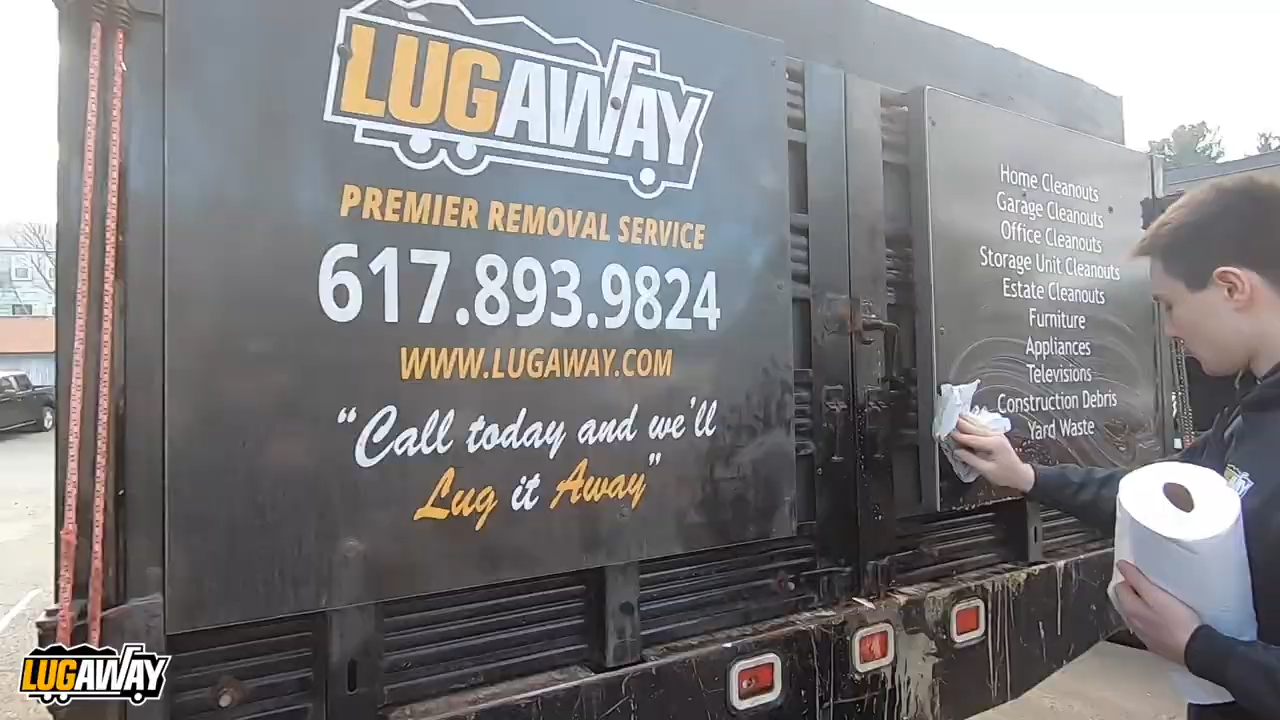 LUGAWAY
PREMIER REMOVAL SERVICE
617.893.9824
WWW.LUGAWAY.COM
"Call today and we'll
Lug it Away"
Home Cleanouts
Garage Cleanouts
Office Cleanouts
Storage Unit Cleanouts
Estate Cleanouts
Furniture
Appliances
Televisions
Construction Debris
Yard Waste
LUGAWAY